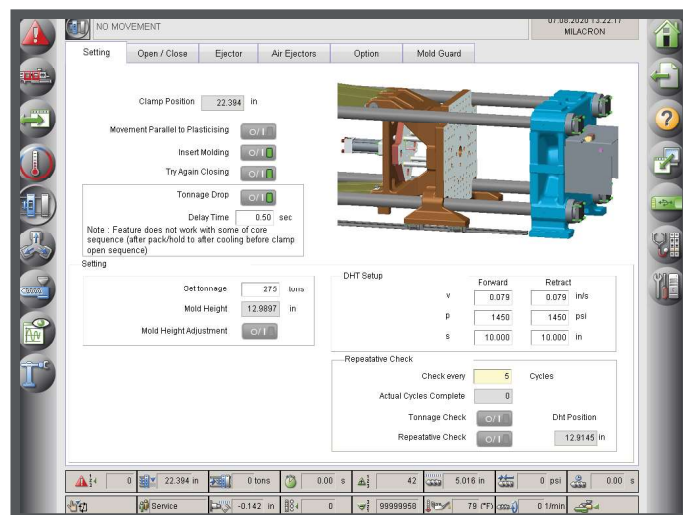 NO MOVEMENT
07.08.2020 13:22:17
MILACRON
Setting Open / Close Ejector Air Ejectors Option Mold Guard
Clamp Position 22.394 in
Movement Parallel to Plasticising O/I
Insert Molding O/I
Try Again Closing O/I
Tonnage Drop O/I
Delay Time 0.50 sec
Note : Feature does not work with some of core
sequence (after pack/hold to after cooling before clamp
open sequence)
Setting
Set tonnage 275 tons
Mold Height 12.9897 in
Mold Height Adjustment O/I
DHT Setup
Forward Retract
v 0.079 0.079 in/s
p 1450 1450 psi
s 10.000 10.000 in
Repeatative Check
Check every 5 Cycles
Actual Cycles Complete 0
Tonnage Check O/I Dht Position
Repeatative Check O/I 12.9145 in
0 22.394 in 0 tons 0.00 s 42 5.016 in 0 psi 0.00 s
Service -0.142 in 0 99999958 79 (°F) 0 1/min